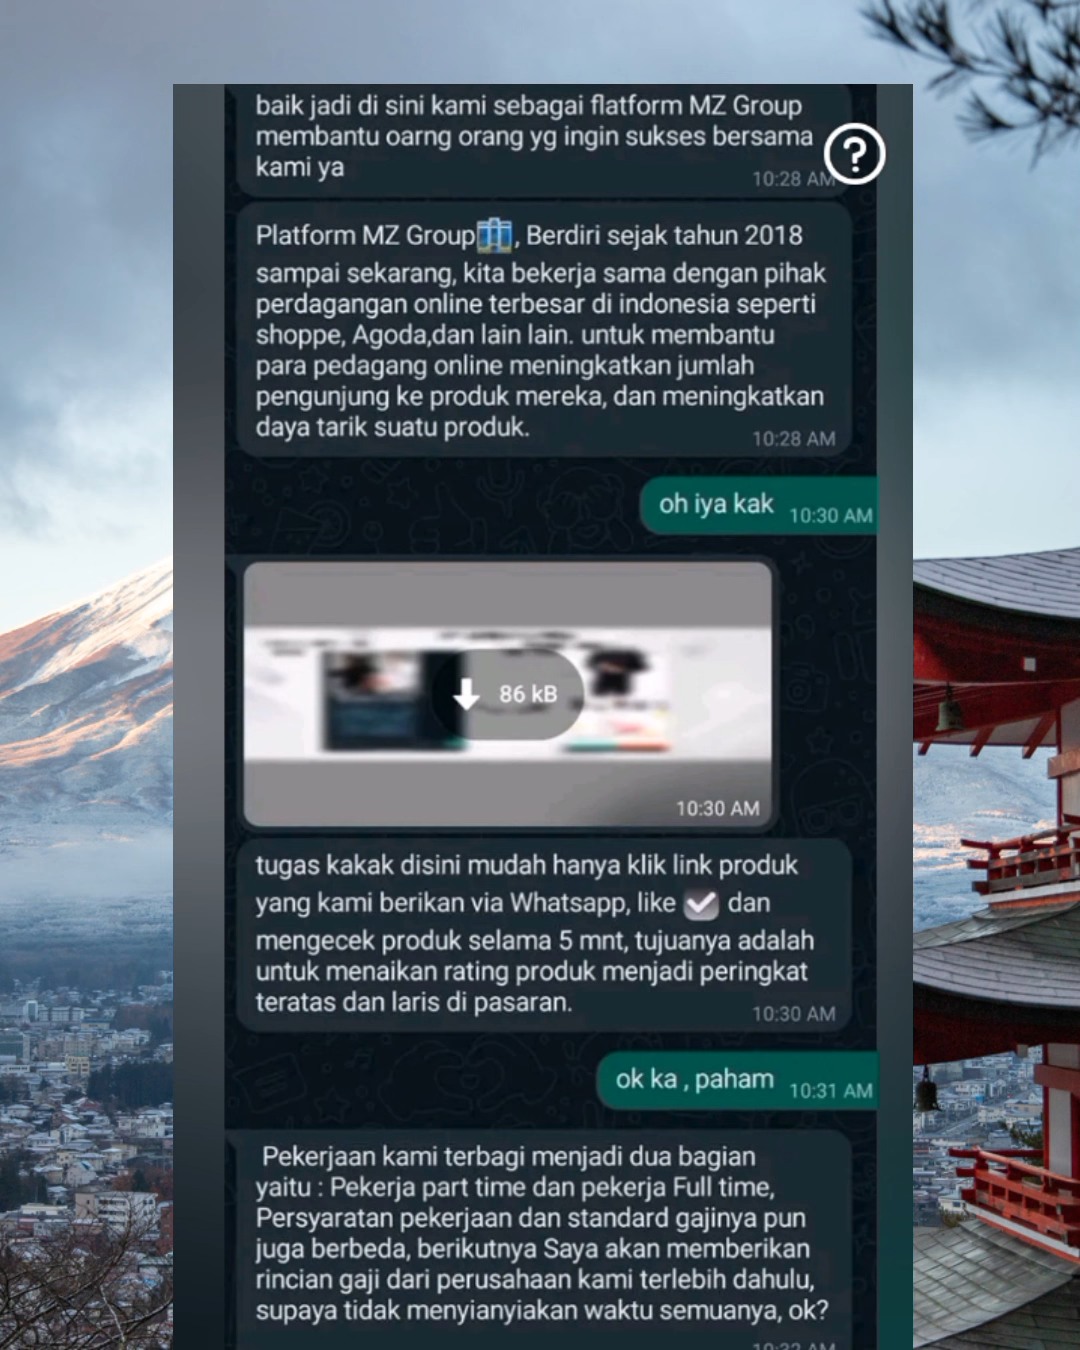 baik jadi di sini kami sebagai flatform MZ Group
membantu oarng orang yg ingin sukses bersama
kami ya
10:28 AM
?
Platform MZ Group🏢, Berdiri sejak tahun 2018
sampai sekarang, kita bekerja sama dengan pihak
perdagangan online terbesar di indonesia seperti
shoppe, Agoda,dan lain lain. untuk membantu
para pedagang online meningkatkan jumlah
pengunjung ke produk mereka, dan meningkatkan
daya tarik suatu produk.
10:28 AM
oh iya kak
10:30 AM
86 kB
10:30 AM
tugas kakak disini mudah hanya klik link produk
yang kami berikan via Whatsapp, like ✅ dan
mengecek produk selama 5 mnt, tujuanya adalah
untuk menaikan rating produk menjadi peringkat
teratas dan laris di pasaran.
10:30 AM
ok ka , paham
10:31 AM
Pekerjaan kami terbagi menjadi dua bagian
yaitu : Pekerja part time dan pekerja Full time,
Persyaratan pekerjaan dan standard gajinya pun
juga berbeda, berikutnya Saya akan memberikan
rincian gaji dari perusahaan kami terlebih dahulu,
supaya tidak menyianyiakan waktu semuanya, ok?